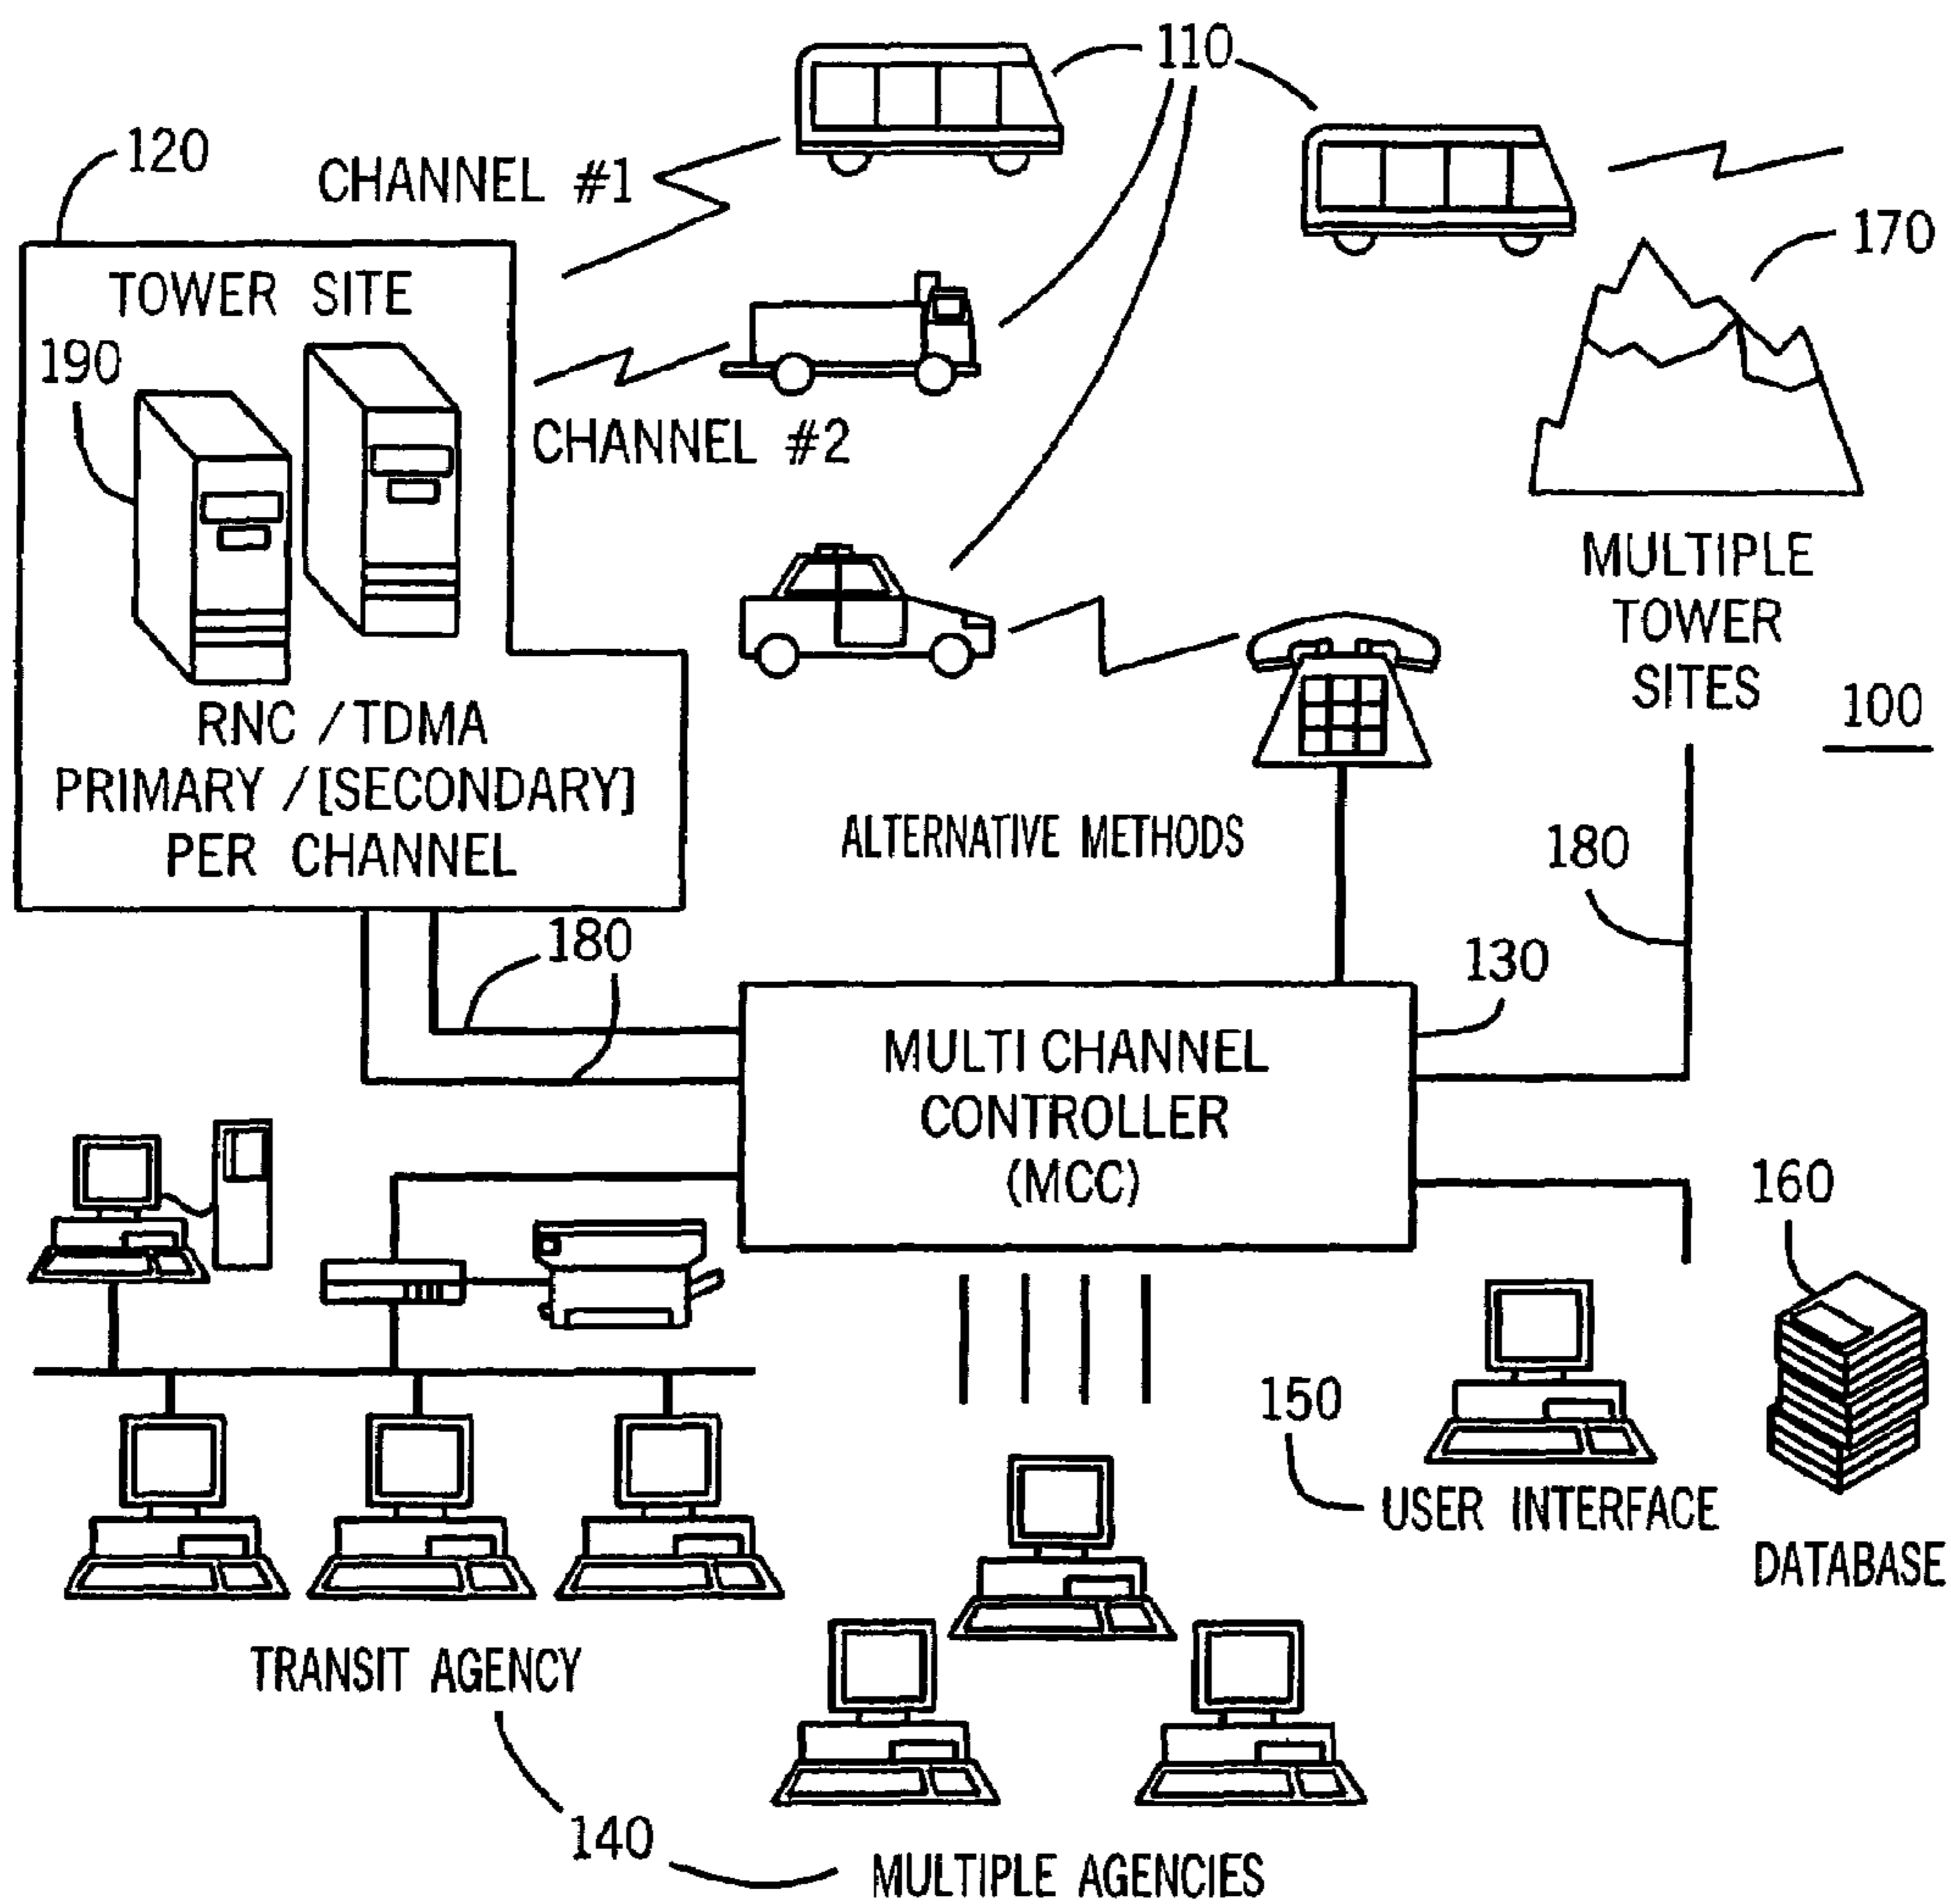 110
120
CHANNEL #1
170
TOWER SITE
190
CHANNEL #2
MULTIPLE
TOWER
SITES
100
RNC / TDMA
PRIMARY / [SECONDARY]
PER CHANNEL
ALTERNATIVE METHODS
180
180
130
MULTI CHANNEL
CONTROLLER
(MCC)
160
150
USER INTERFACE
DATABASE
TRANSIT AGENCY
140
MULTIPLE AGENCIES